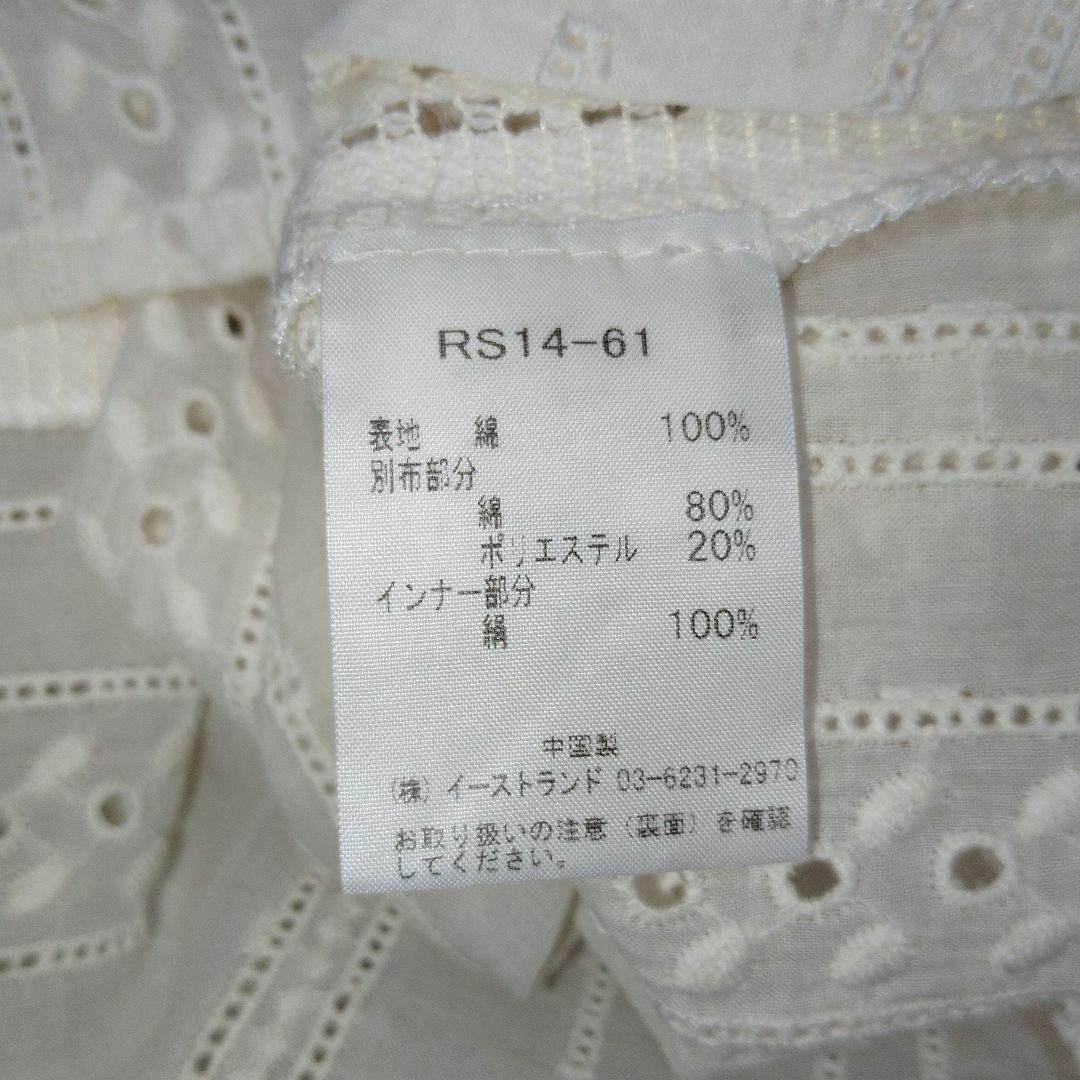 RS14-61
表地 綿 100%
別布部分
綿 80%
ポリエステル 20%
インナー部分
絹 100%
中国製
(株)イーストランド 03-6231-2970
お取り扱いの注意(裏面)を確認
してください。